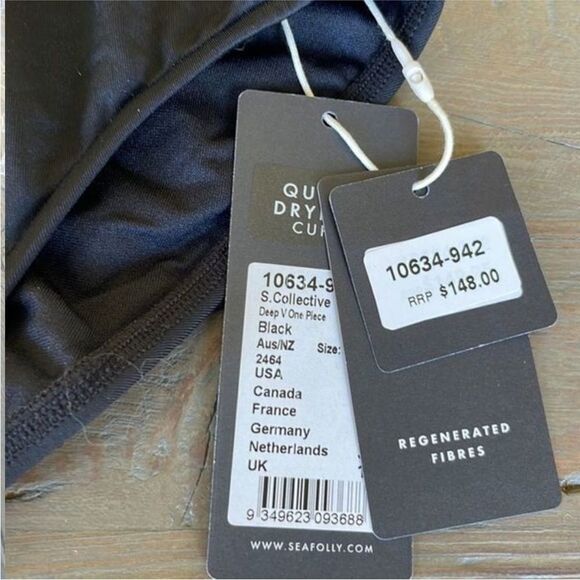 QU
DRY
CU
10634-9
S.Collective
Deep V One Piece
Black
Aus/NZ Size:
2464
USA
Canada
France
Germany
Netherlands
UK
9 349623 093688
WWW.SEAFOLLY.COM
10634-942
RRP $148.00
REGENERATED
FIBRES